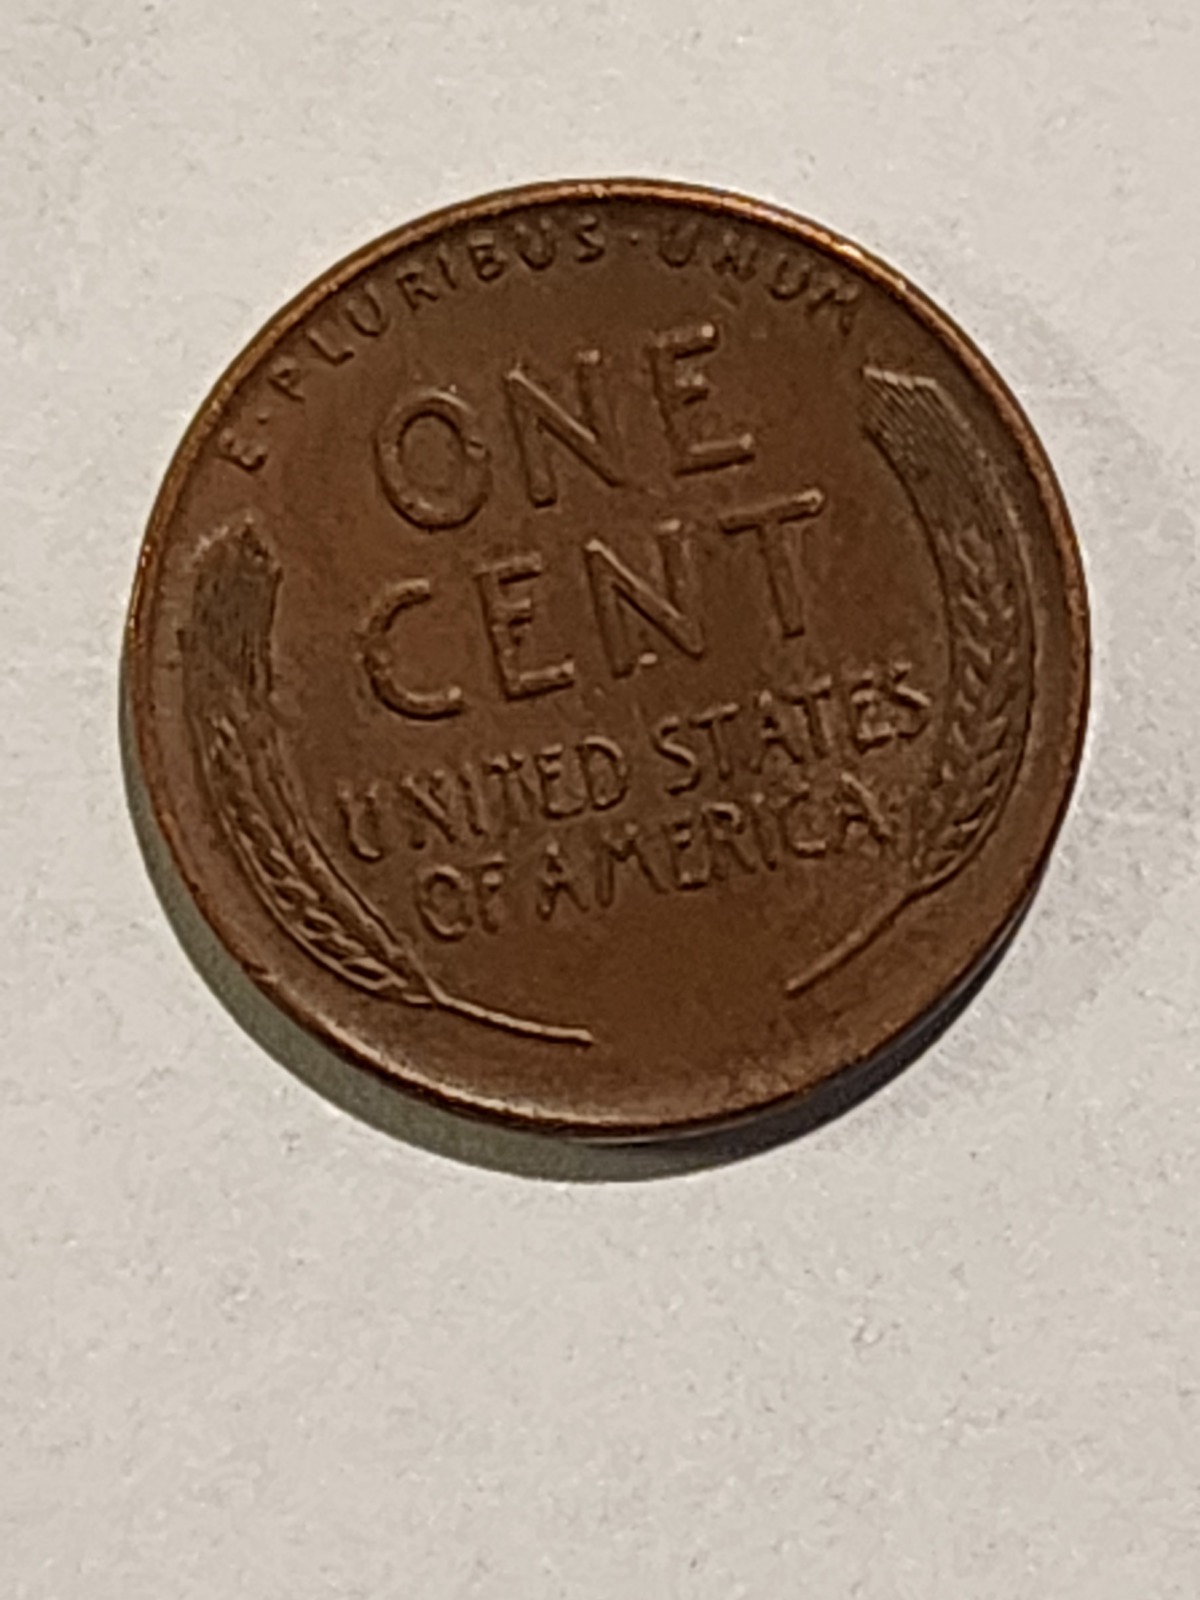 E·PLURIBUS·UNUM
ONE
CENT
UNITED STATES
OF AMERICA